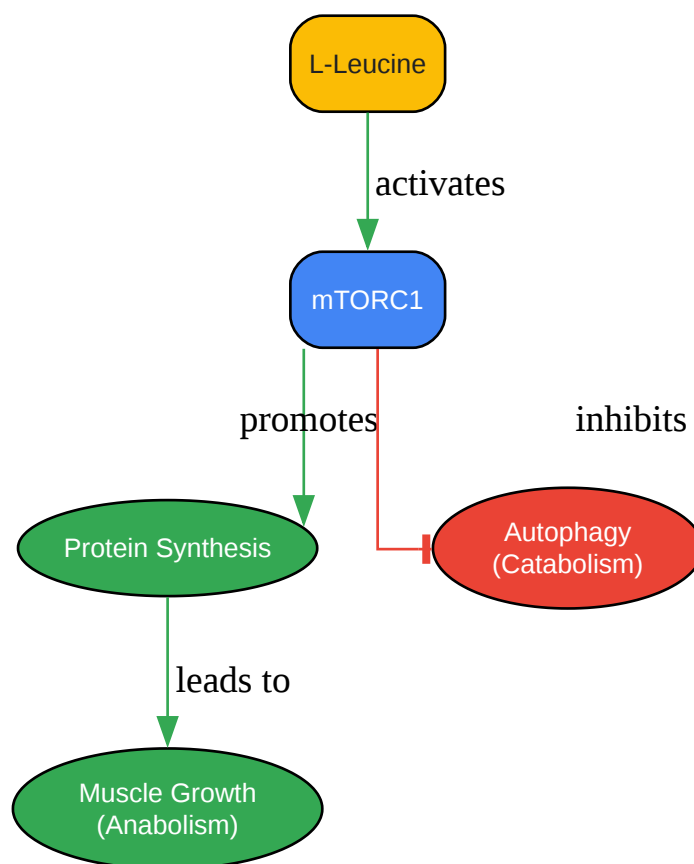 L-Leucine
activates
mTORC1
promotes
inhibits
Protein Synthesis
Autophagy
(Catabolism)
leads to
Muscle Growth
(Anabolism)